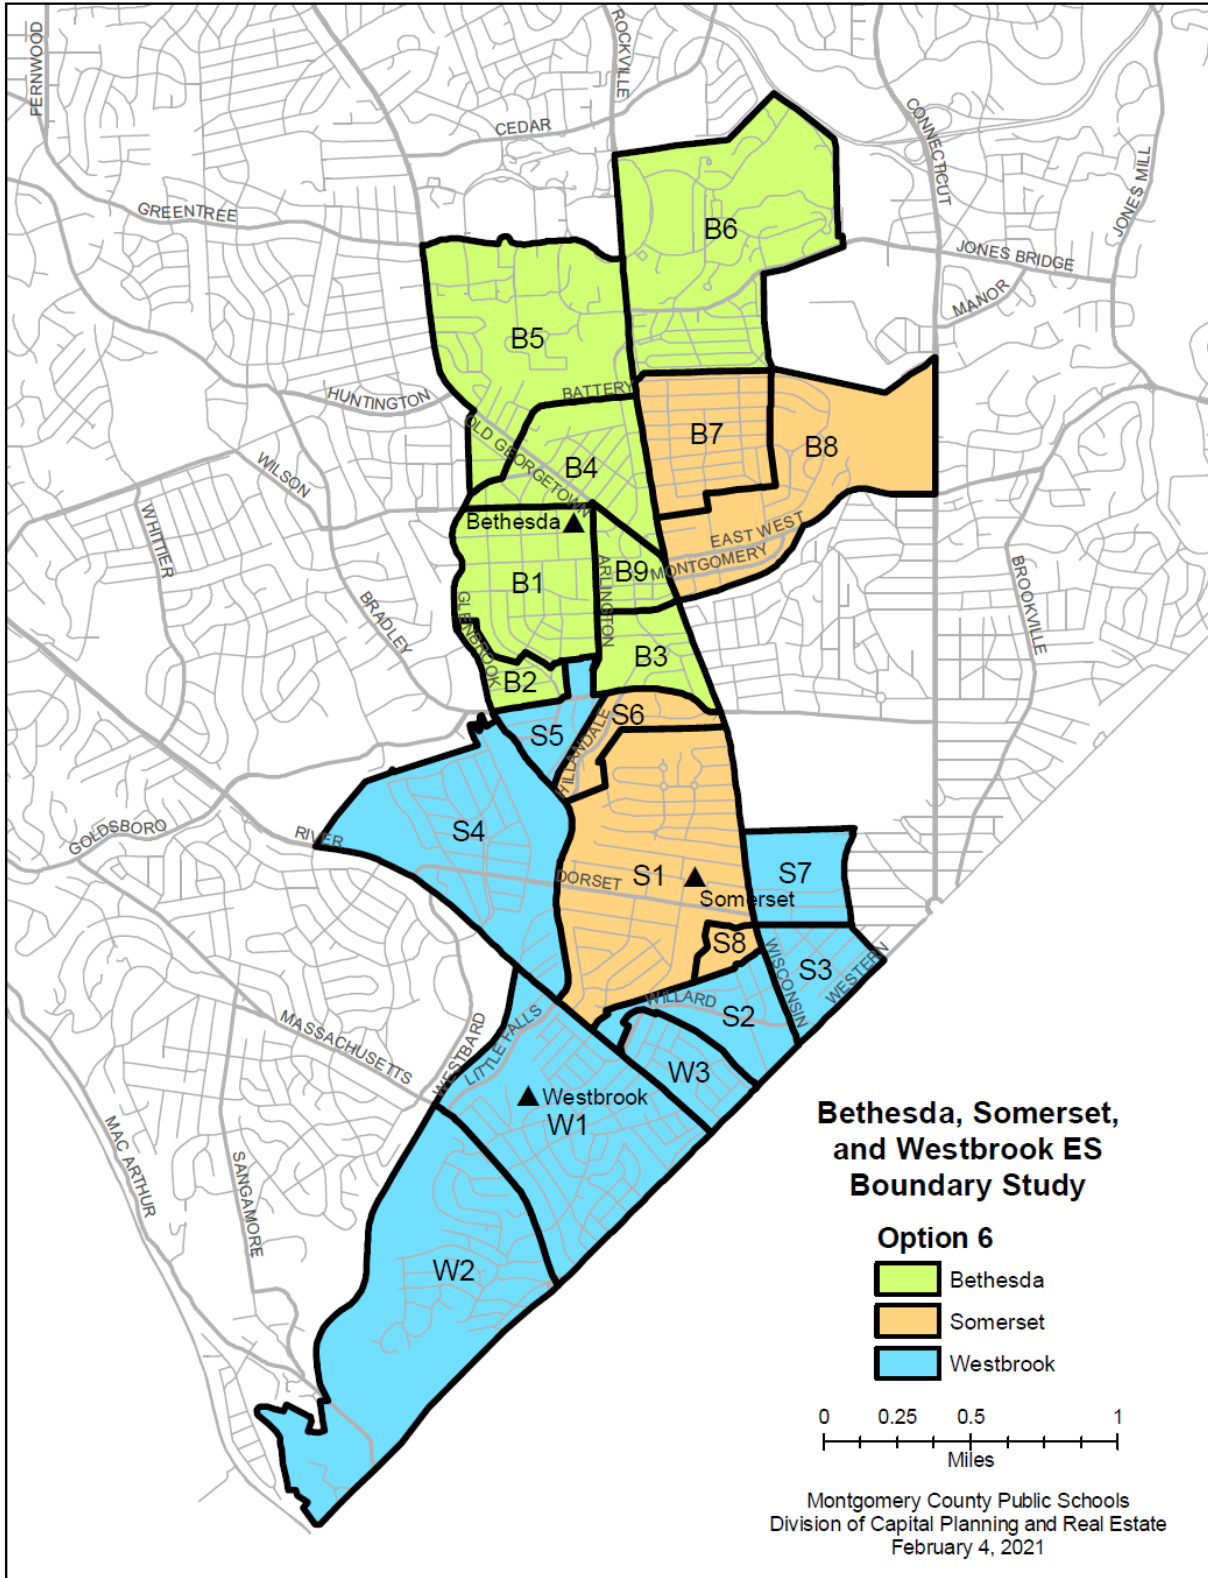 FERNWOOD
ROCKVILLE
CEDAR
CONNECTICUT
JONES MILL
GREENTREE
B6
JONES BRIDGE
MANOR
B5
BATTERY
HUNTINGTON
OLD GEORGETOWN
B7
B8
WILSON
B4
WHITTIER
Bethesda
EAST WEST
MONTGOMERY
ARLINGTON
B9
B1
BROOKVILLE
BRADLEY
GLENBROOK
B3
B2
S6
S5
HILLANDALE
GOLDSBORO
RIVER
S4
DORSET
S1
S7
Somerset
S8
WISCONSIN
S3
WESTERN
WILLARD
S2
MASSACHUSETTS
WESTBARD
LITTLE FALLS
W3
Westbrook
W1
MAC ARTHUR
SANGAMORE
W2
Bethesda, Somerset,
and Westbrook ES
Boundary Study
Option 6
Bethesda
Somerset
Westbrook
0 0.25 0.5 1
Miles
Montgomery County Public Schools
Division of Capital Planning and Real Estate
February 4, 2021